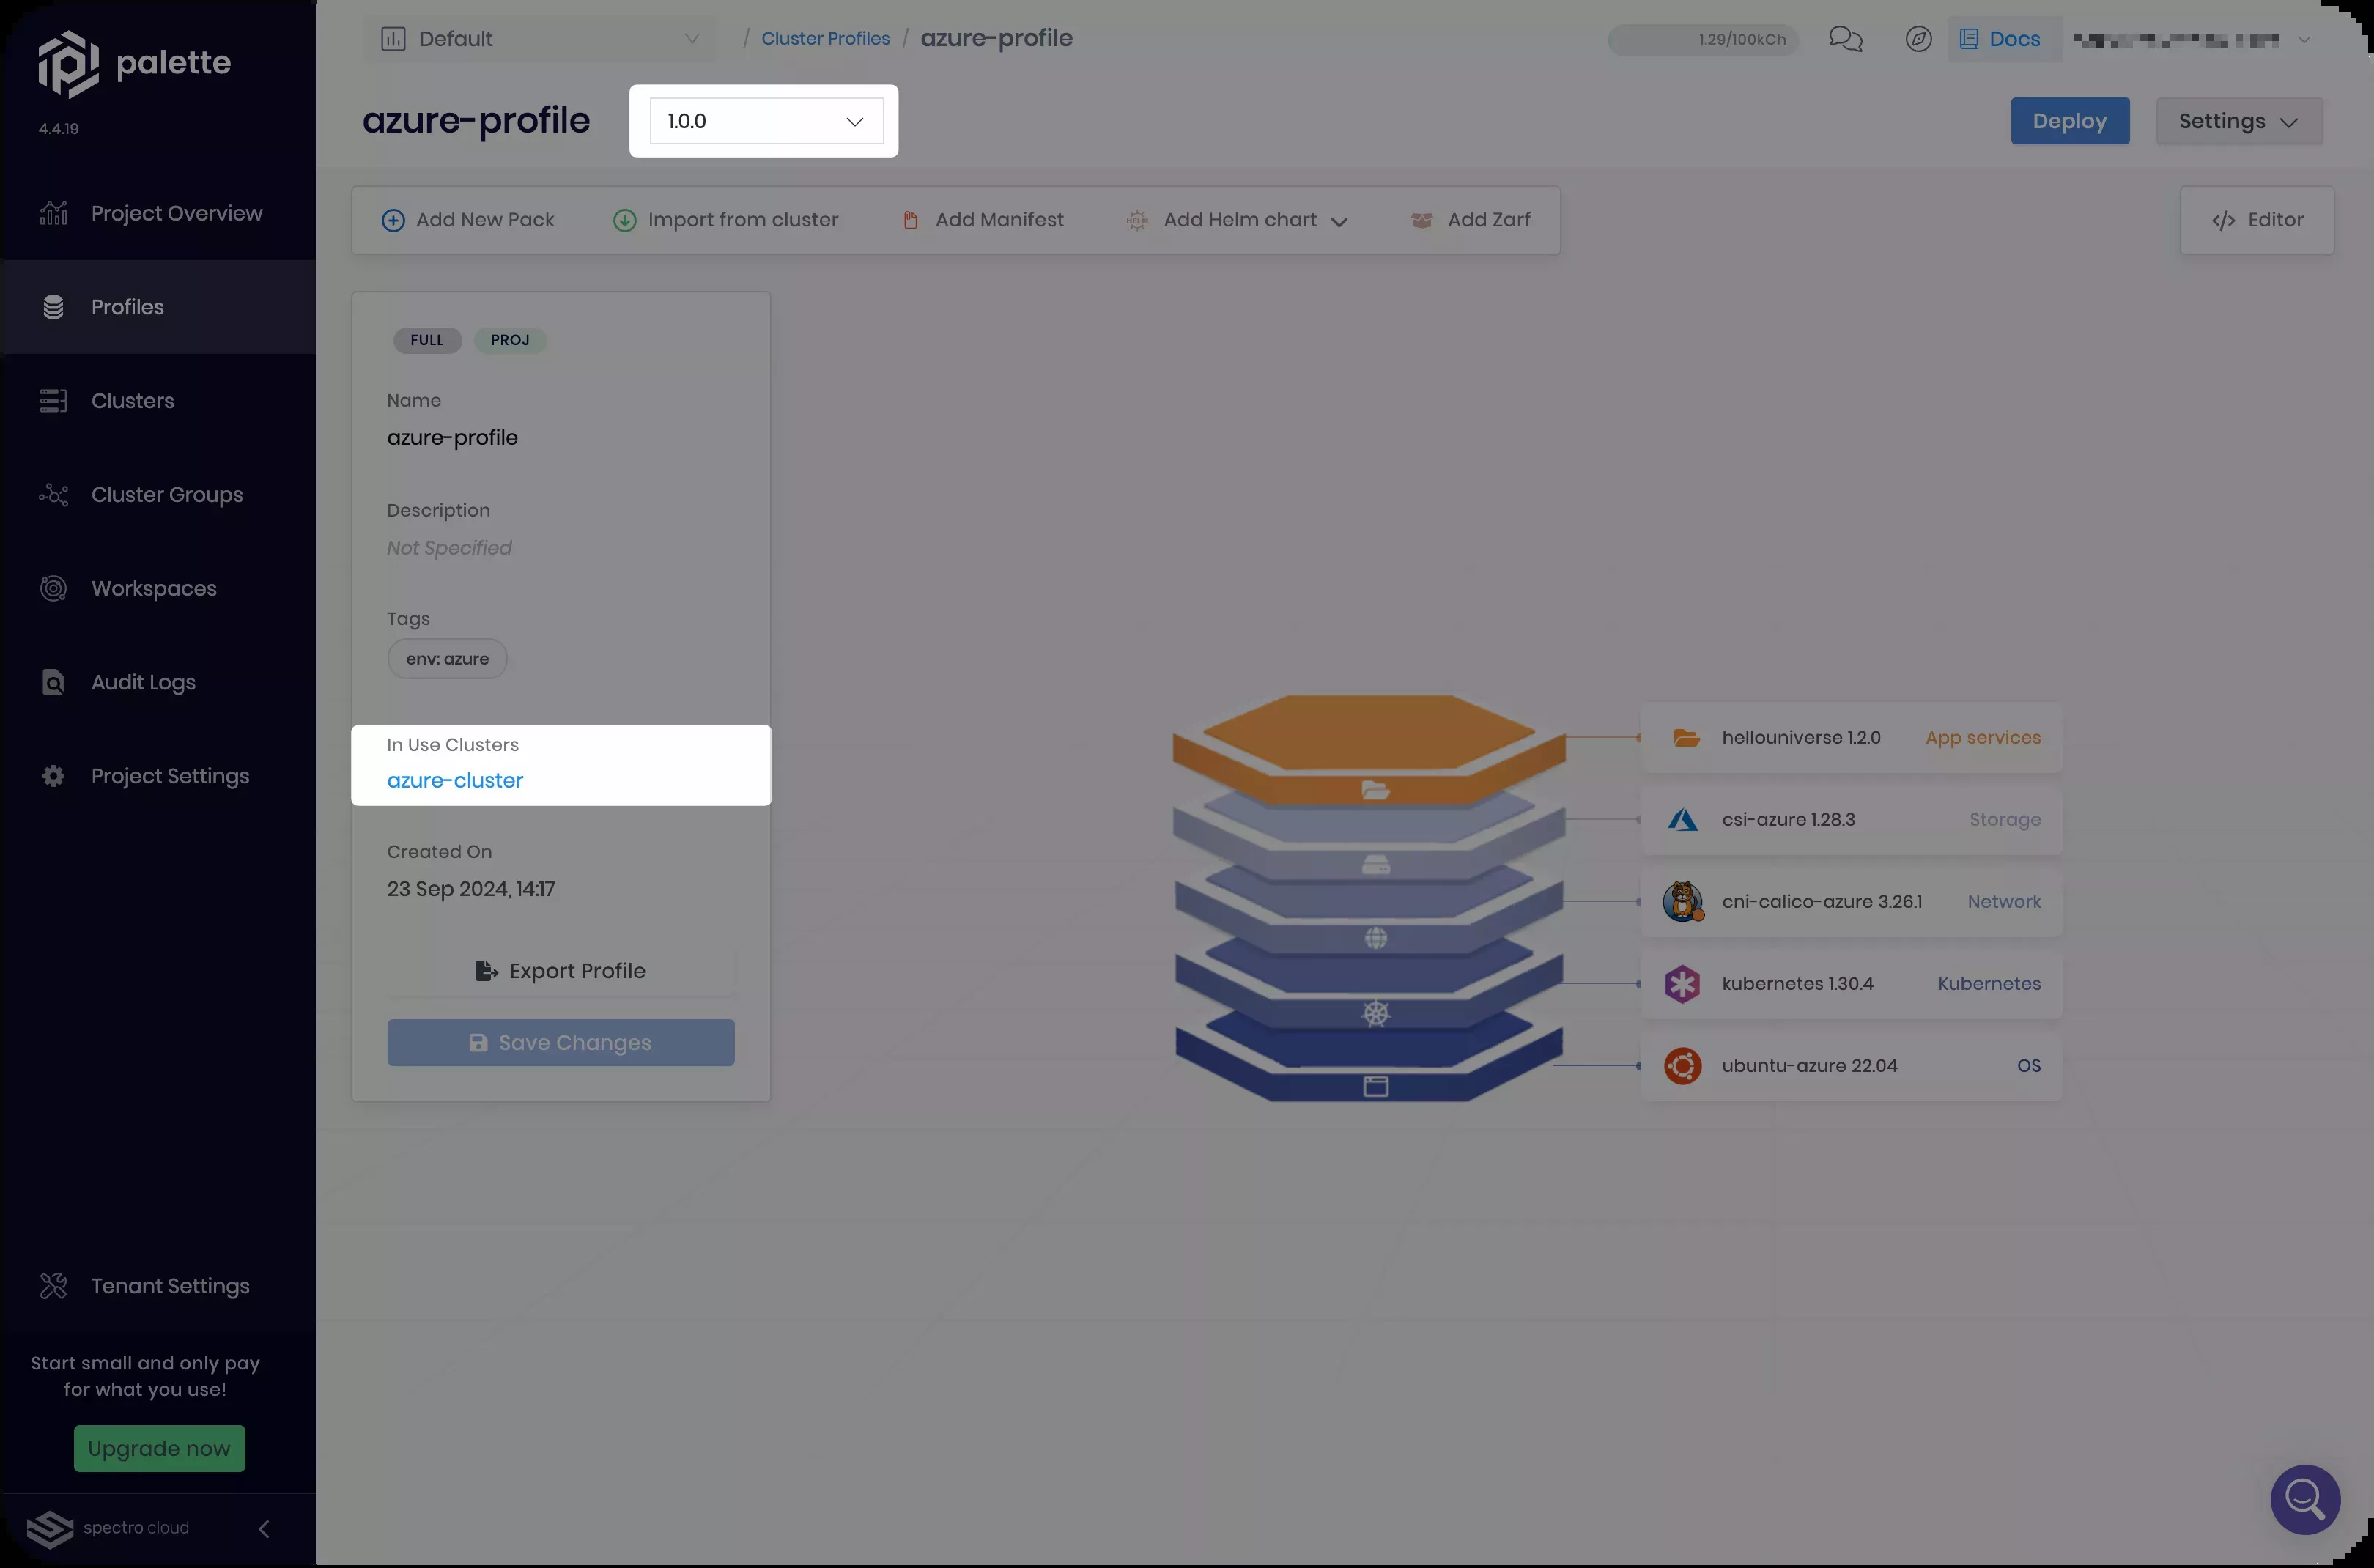 palette
4.4.19
Project Overview
Profiles
Clusters
Cluster Groups
Workspaces
Audit Logs
Project Settings
Tenant Settings
Start small and only pay
for what you use!
Upgrade now
spectro cloud
Default
/ Cluster Profiles / azure-profile
1.29/100kCh
Docs
azure-profile
1.0.0
Deploy
Settings
Add New Pack
Import from cluster
Add Manifest
HELM
Add Helm chart
Add Zarf
</> Editor
FULL
PROJ
Name
azure-profile
Description
Not Specified
Tags
env: azure
In Use Clusters
azure-cluster
Created On
23 Sep 2024, 14:17
Export Profile
Save Changes
hellouniverse 1.2.0 App services
csi-azure 1.28.3 Storage
cni-calico-azure 3.26.1 Network
kubernetes 1.30.4 Kubernetes
ubuntu-azure 22.04 OS